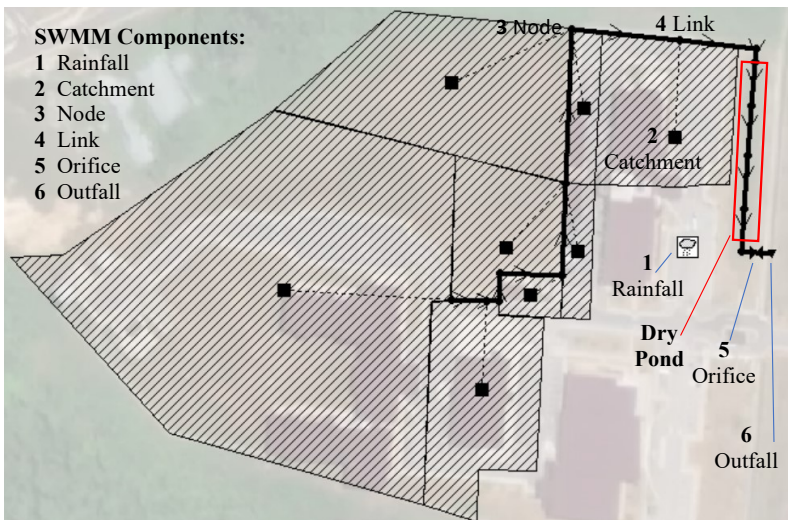 SWMM Components:
1 Rainfall
2 Catchment
3 Node
4 Link
5 Orifice
6 Outfall
3 Node
4 Link
2
Catchment
1
Rainfall
Dry
Pond
5
Orifice
6
Outfall